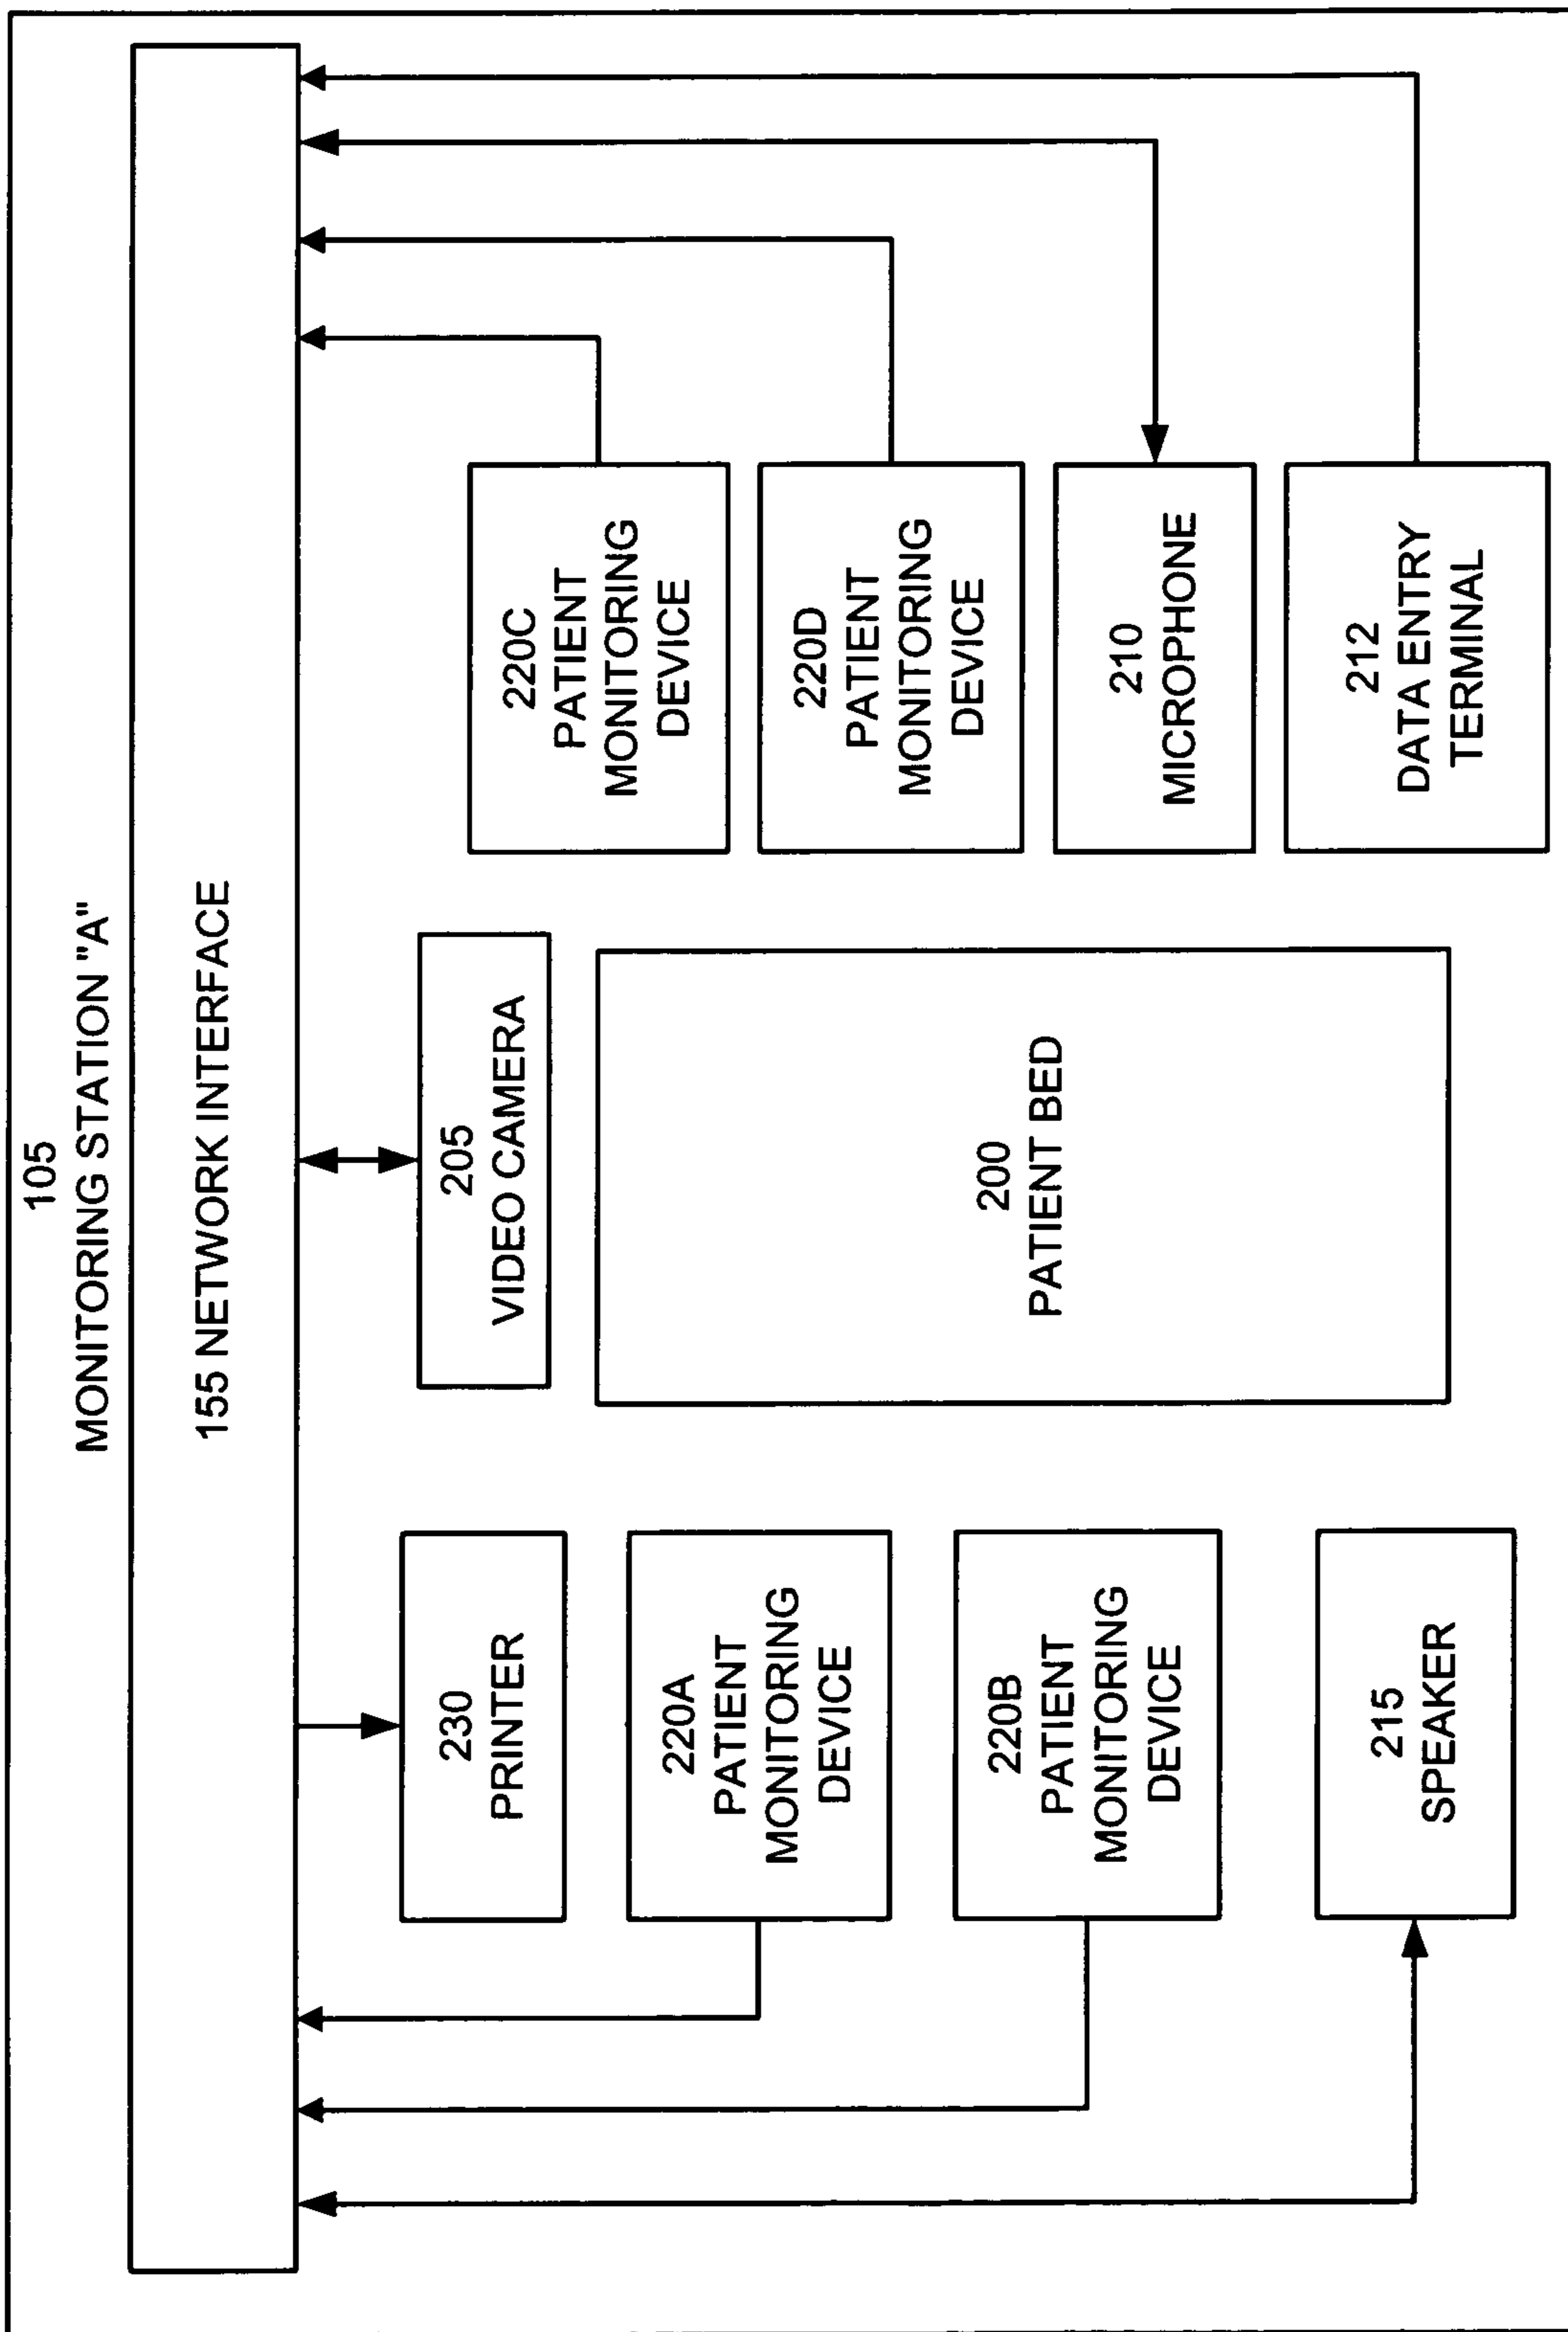 105
MONITORING STATION "A"
155 NETWORK INTERFACE
230
PRINTER
205
VIDEO CAMERA
220C
PATIENT
MONITORING
DEVICE
220A
PATIENT
MONITORING
DEVICE
220D
PATIENT
MONITORING
DEVICE
200
PATIENT BED
220B
PATIENT
MONITORING
DEVICE
210
MICROPHONE
215
SPEAKER
212
DATA ENTRY
TERMINAL